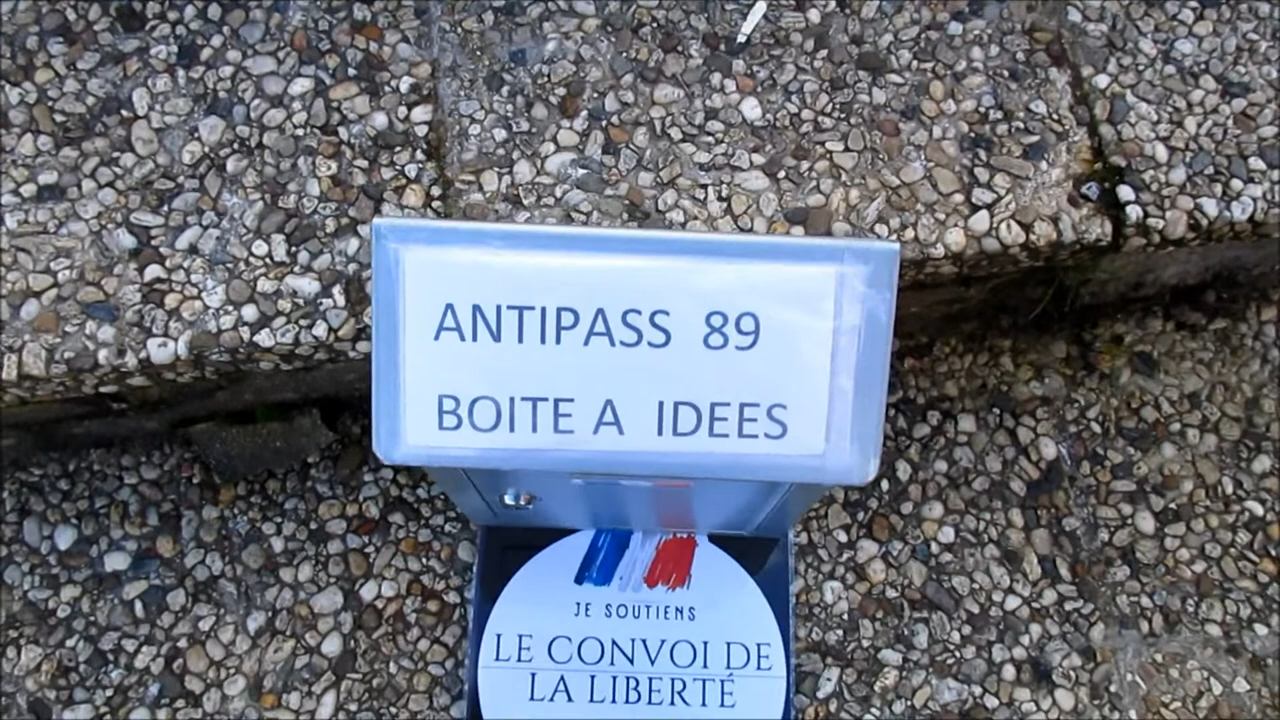 ANTIPASS 89
BOITE A IDEES
JE SOUTIENS
LE CONVOI DE
LA LIBERTÉ